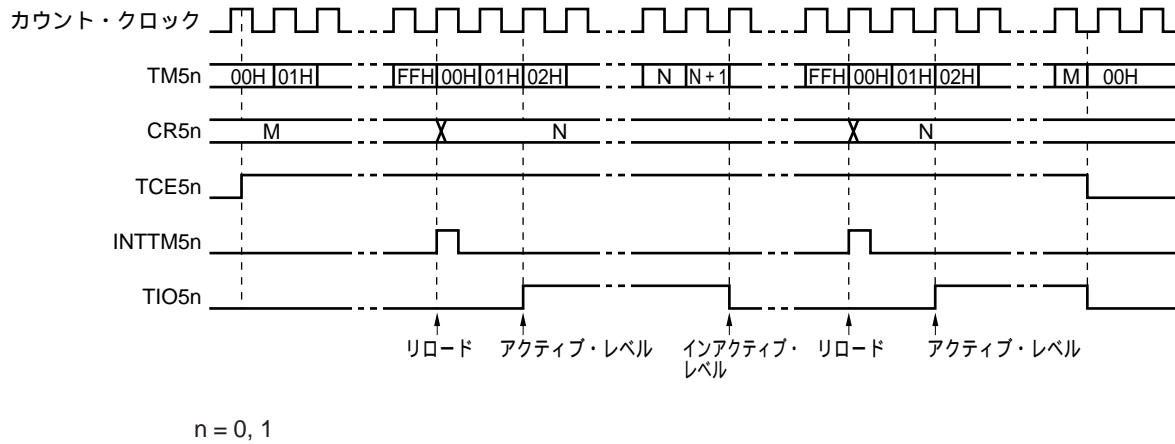 カウント・クロック
TM5n 00H 01H FFH 00H 01H 02H N N + 1 FFH 00H 01H 02H M 00H
CR5n M N N
TCE5n
INTTM5n
TIO5n
リロード アクティブ・レベル インアクティブ・ リロード アクティブ・レベル
レベル
n = 0, 1